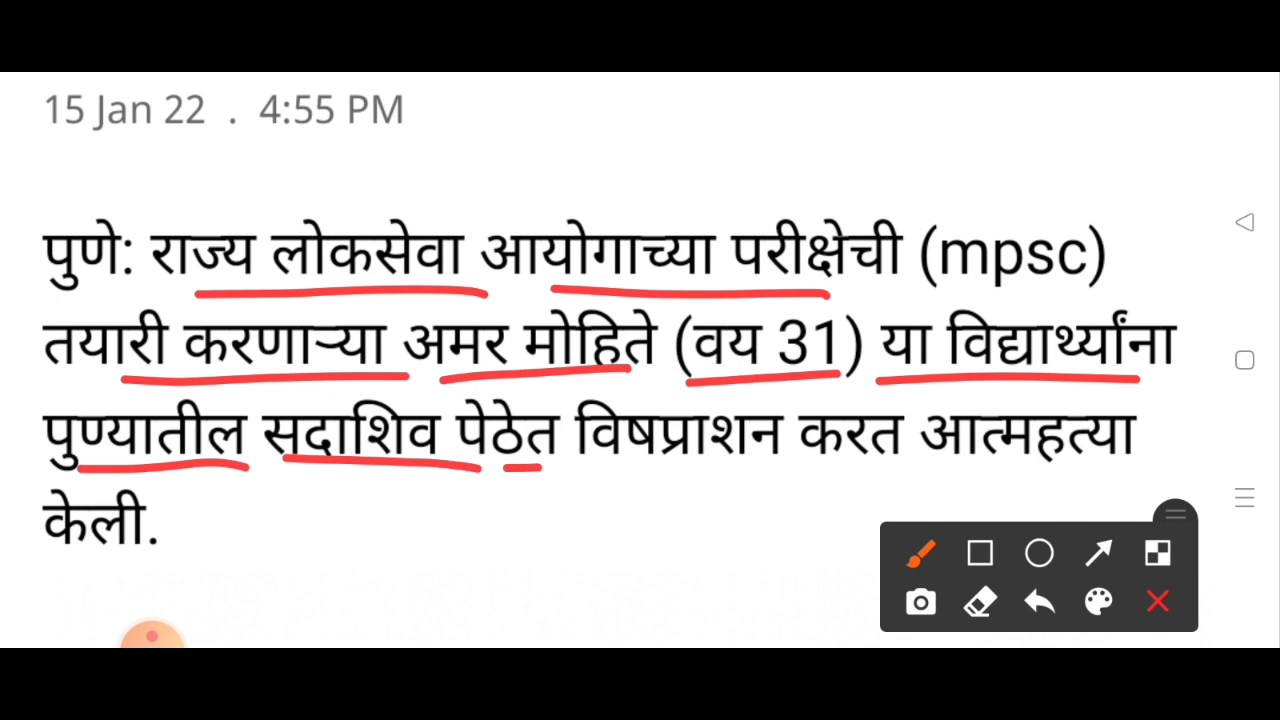 15 Jan 22 . 4:55 PM
पुणे: राज्य लोकसेवा आयोगाच्या परीक्षेची (mpsc)
तयारी करणाऱ्या अमर मोहिते (वय 31) या विद्यार्थ्यांना
पुण्यातील सदाशिव पेठेत विषप्राशन करत आत्महत्या
केली.